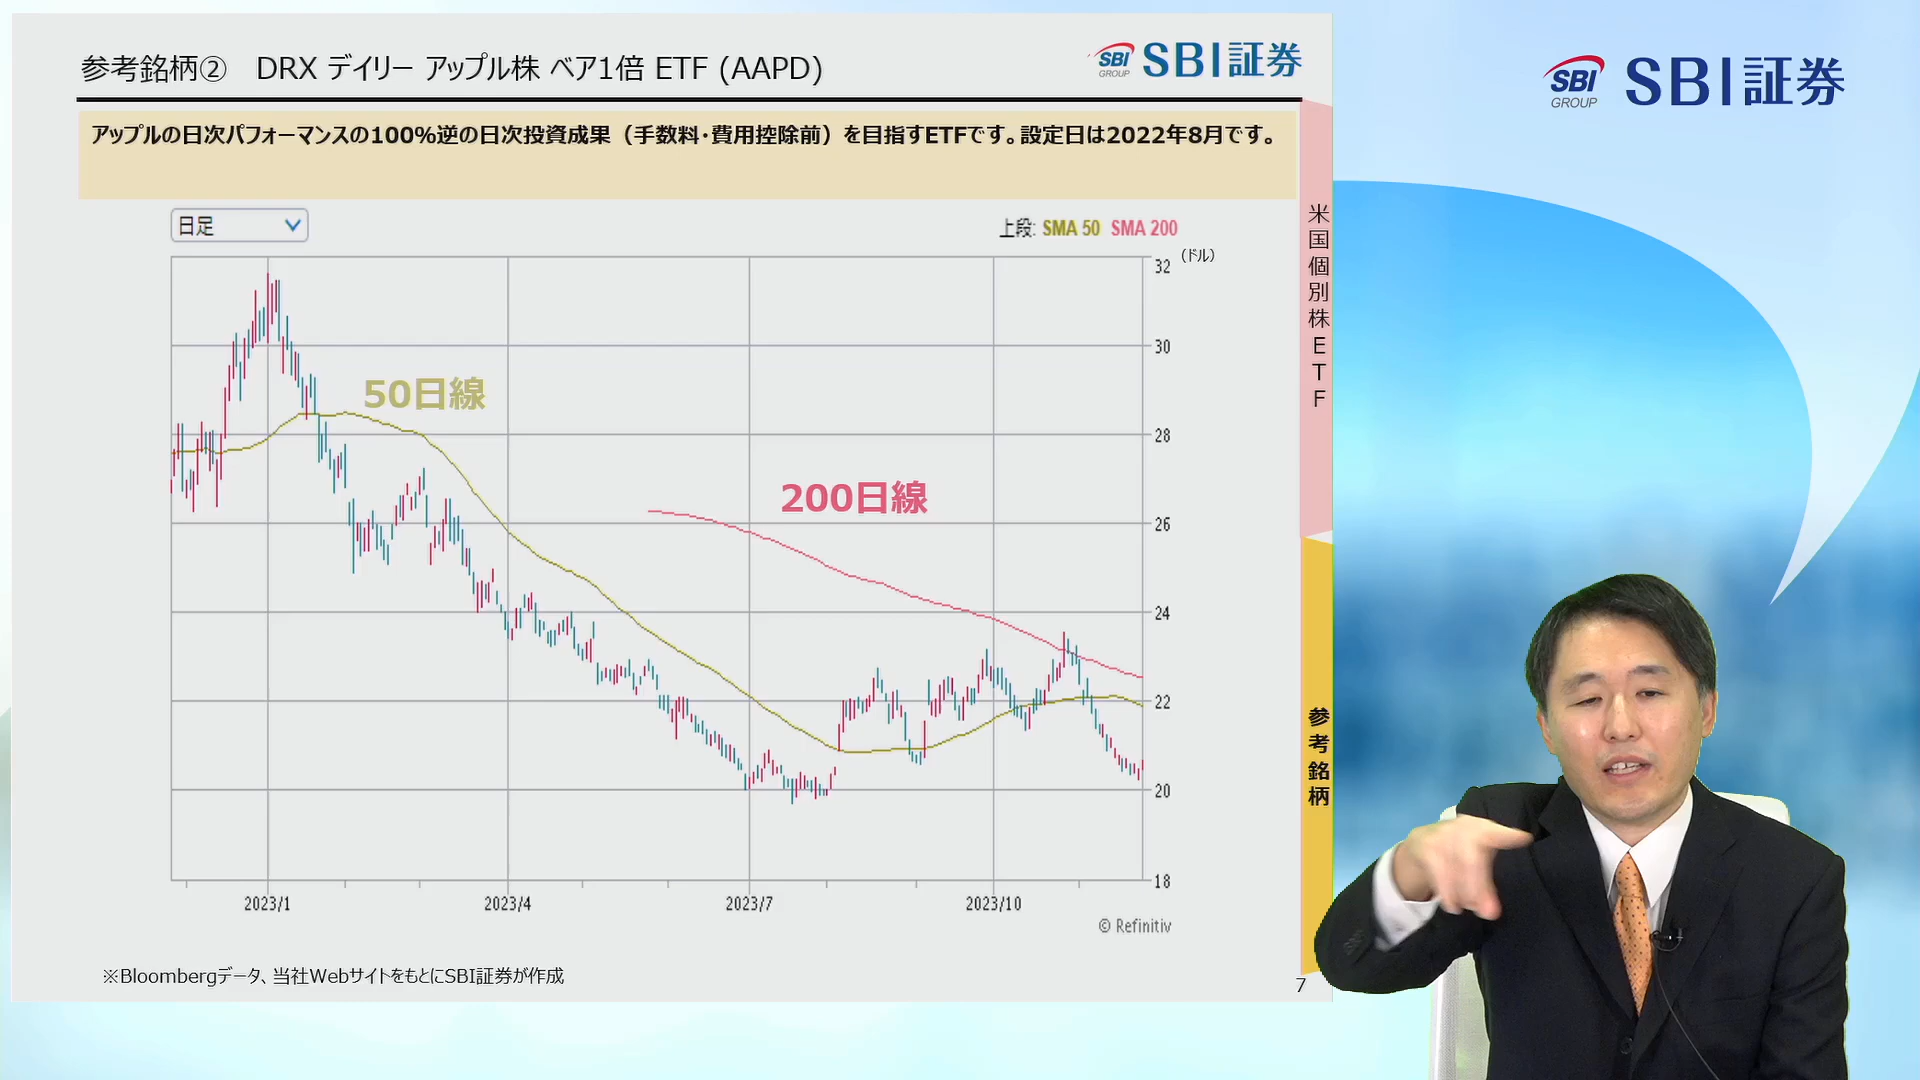 参考銘柄② DRX デイリー アップル株 ベア1倍 ETF (AAPD)
SBI GROUP SBI証券
SBI GROUP SBI証券
アップルの日次パフォーマンスの100%逆の日次投資成果（手数料・費用控除前）を目指すETFです。設定日は2022年8月です。
日足
上段: SMA 50 SMA 200
（ドル）
32
30
28
26
24
22
20
18
50日線
200日線
2023/1 2023/4 2023/7 2023/10
© Refinitiv
※Bloombergデータ、当社WebサイトをもとにSBI証券が作成
7
米国個別株ETF
参考銘柄